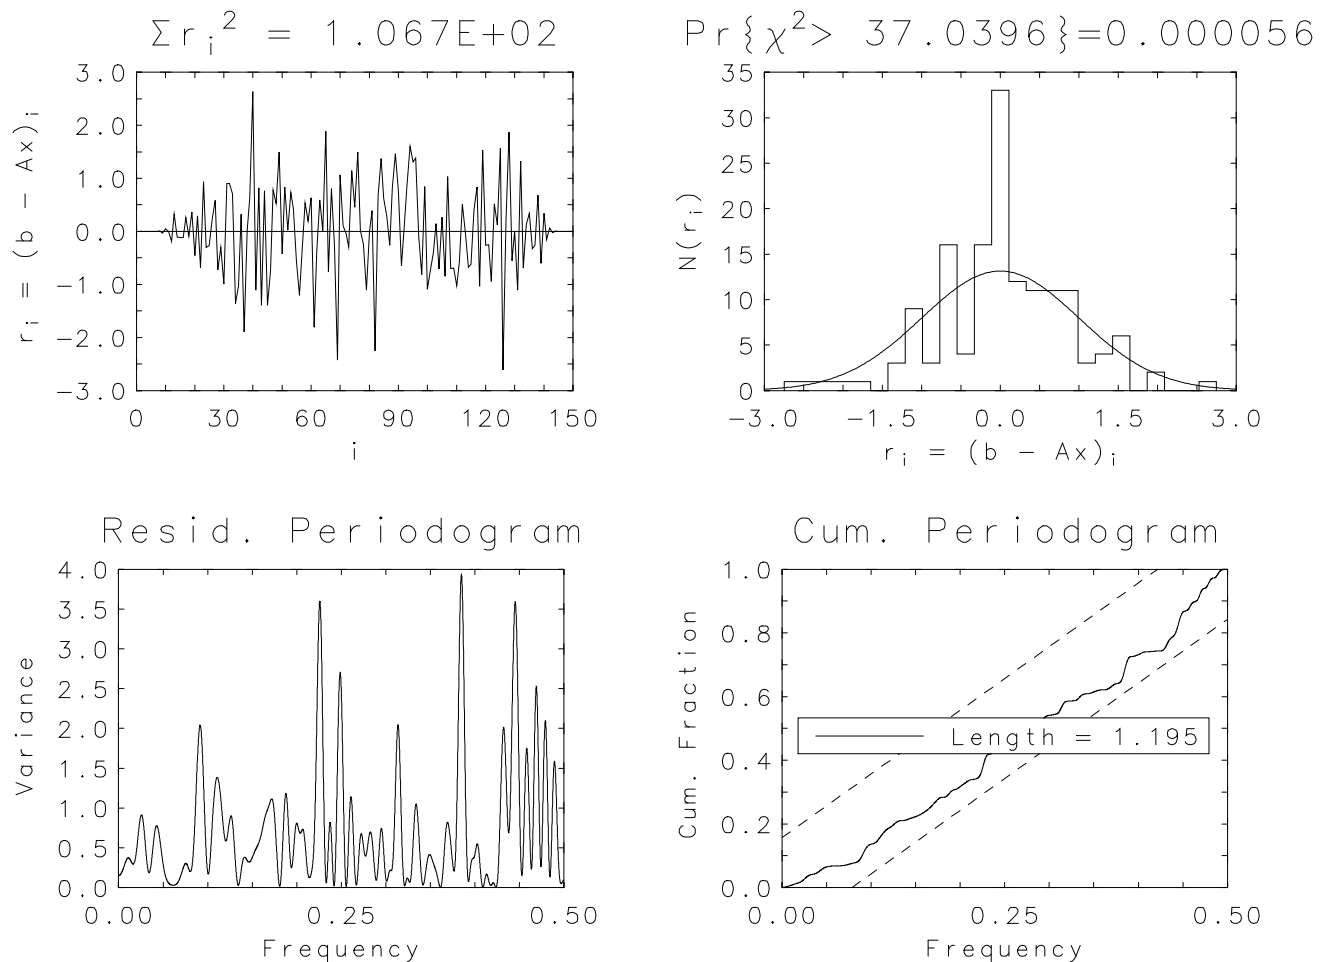 Σr_i^2 = 1.067E+02
3.0
2.0
1.0
0.0
−1.0
−2.0
−3.0
r_i = (b − Ax)_i
0 30 60 90 120 150
i
Pr{χ^2> 37.0396}=0.000056
35
30
25
20
15
10
5
0
N(r_i)
−3.0 −1.5 0.0 1.5 3.0
r_i = (b − Ax)_i
Resid. Periodogram
4.0
3.5
3.0
2.5
2.0
1.5
1.0
0.5
0.0
Variance
0.00 0.25 0.50
Frequency
Cum. Periodogram
1.0
0.8
0.6
0.4
0.2
0.0
Cum. Fraction
Length = 1.195
0.00 0.25 0.50
Frequency